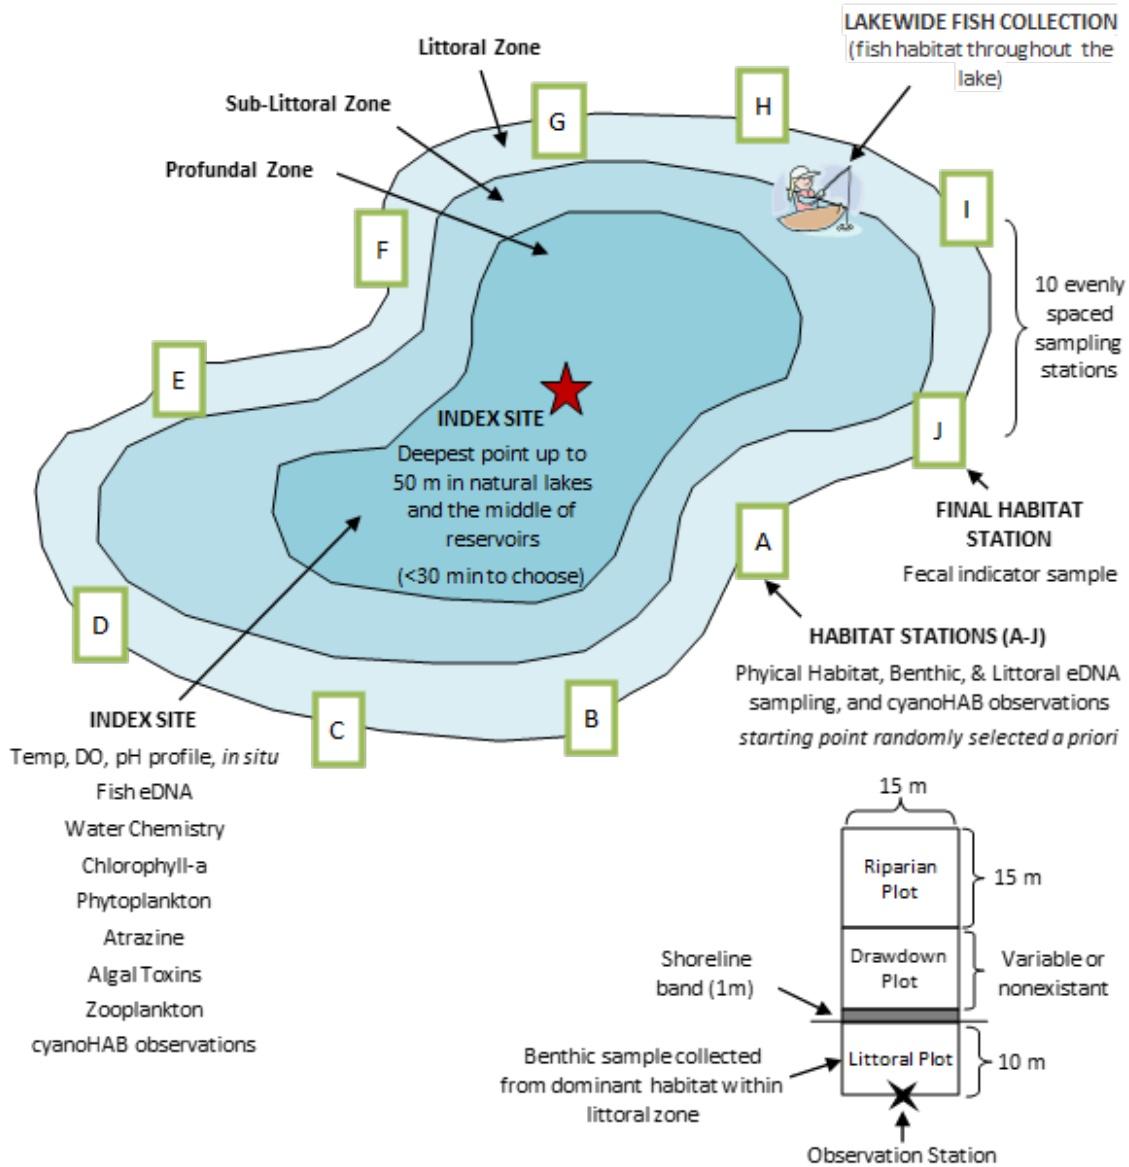 LAKEWIDE FISH COLLECTION
(fish habitat throughout the
lake)
Littoral Zone
Sub-Littoral Zone
Profundal Zone
G
H
I
F
E
J
A
D
C
B
10 evenly
spaced
sampling
stations
INDEX SITE
Deepest point up to
50 m in natural lakes
and the middle of
reservoirs
(<30 min to choose)
FINAL HABITAT
STATION
Fecal indicator sample
HABITAT STATIONS (A-J)
Phyical Habitat, Benthic, & Littoral eDNA
sampling, and cyanoHAB observations
starting point randomly selected a priori
INDEX SITE
Temp, DO, pH profile, in situ
Fish eDNA
Water Chemistry
Chlorophyll-a
Phytoplankton
Atrazine
Algal Toxins
Zooplankton
cyanoHAB observations
15 m
Riparian
Plot
15 m
Drawdown
Plot
Variable or
nonexistant
Shoreline
band (1m)
Littoral Plot
10 m
Benthic sample collected
from dominant habitat within
littoral zone
Observation Station